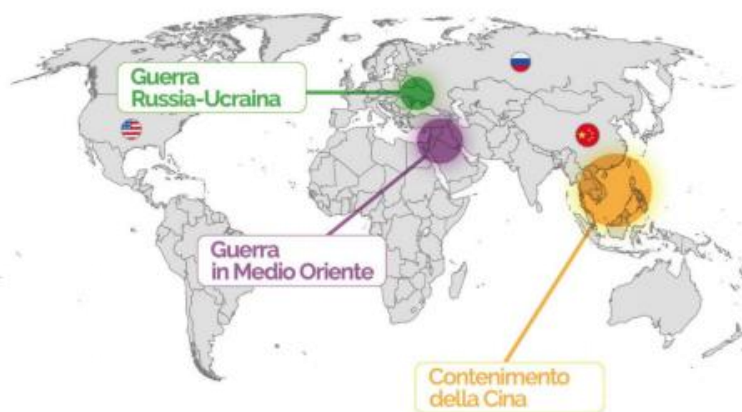 Guerra
Russia-Ucraina
Guerra
in Medio Oriente
Contenimento
della Cina